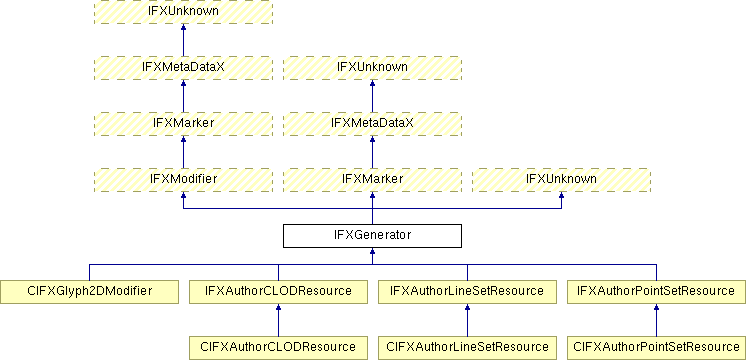 IFXUnknown
IFXMetaDataX
IFXUnknown
IFXMarker
IFXMetaDataX
IFXModifier
IFXMarker
IFXUnknown
IFXGenerator
CIFXGlyph2DModifier
IFXAuthorCLODResource
IFXAuthorLineSetResource
IFXAuthorPointSetResource
CIFXAuthorCLODResource
CIFXAuthorLineSetResource
CIFXAuthorPointSetResource